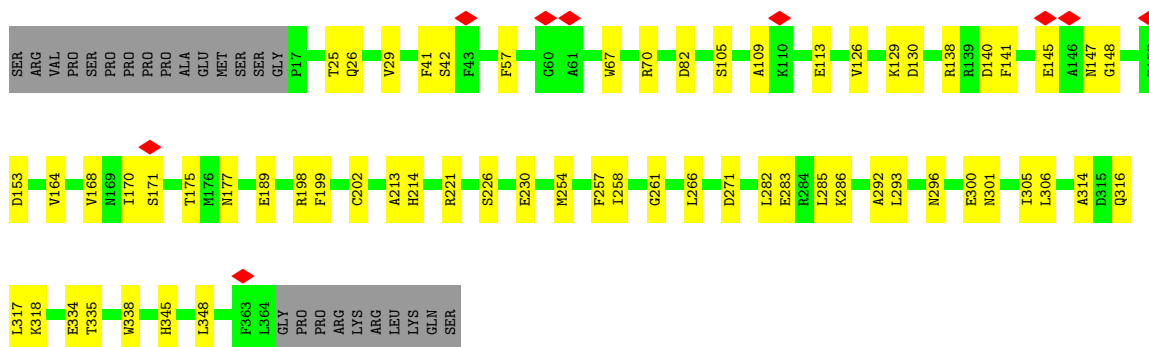 SER ARG VAL PRO SER PRO PRO PRO PRO ALA GLU MET SER SER GLY P17 T25 Q26 V29 F41 S42 F43 F57 G60 A61 W67 R70 D82 S105 A109 K110 E113 V126 K129 D130 R138 R139 D140 F141 E145 A146 N147 G148
D153 V164 V168 N169 I170 S171 T175 M176 N177 E189 R198 F199 C202 A213 H214 R221 S226 E230 M254 F257 I258 G261 L266 D271 L282 E283 R284 L285 K286 A292 L293 N296 E300 N301 I305 L306 A314 D315 Q316
L317 K318 E334 T335 W338 H345 L348 F363 L364 GLY PRO PRO ARG LYS ARG LEU LYS GLN SER